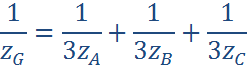 1/z_G = 1/3z_A + 1/3z_B + 1/3z_C